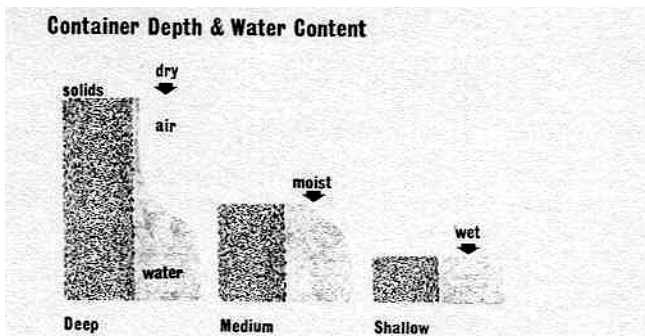 Container Depth & Water Content
dry
solids
air
moist
wet
water
Deep
Medium
Shallow